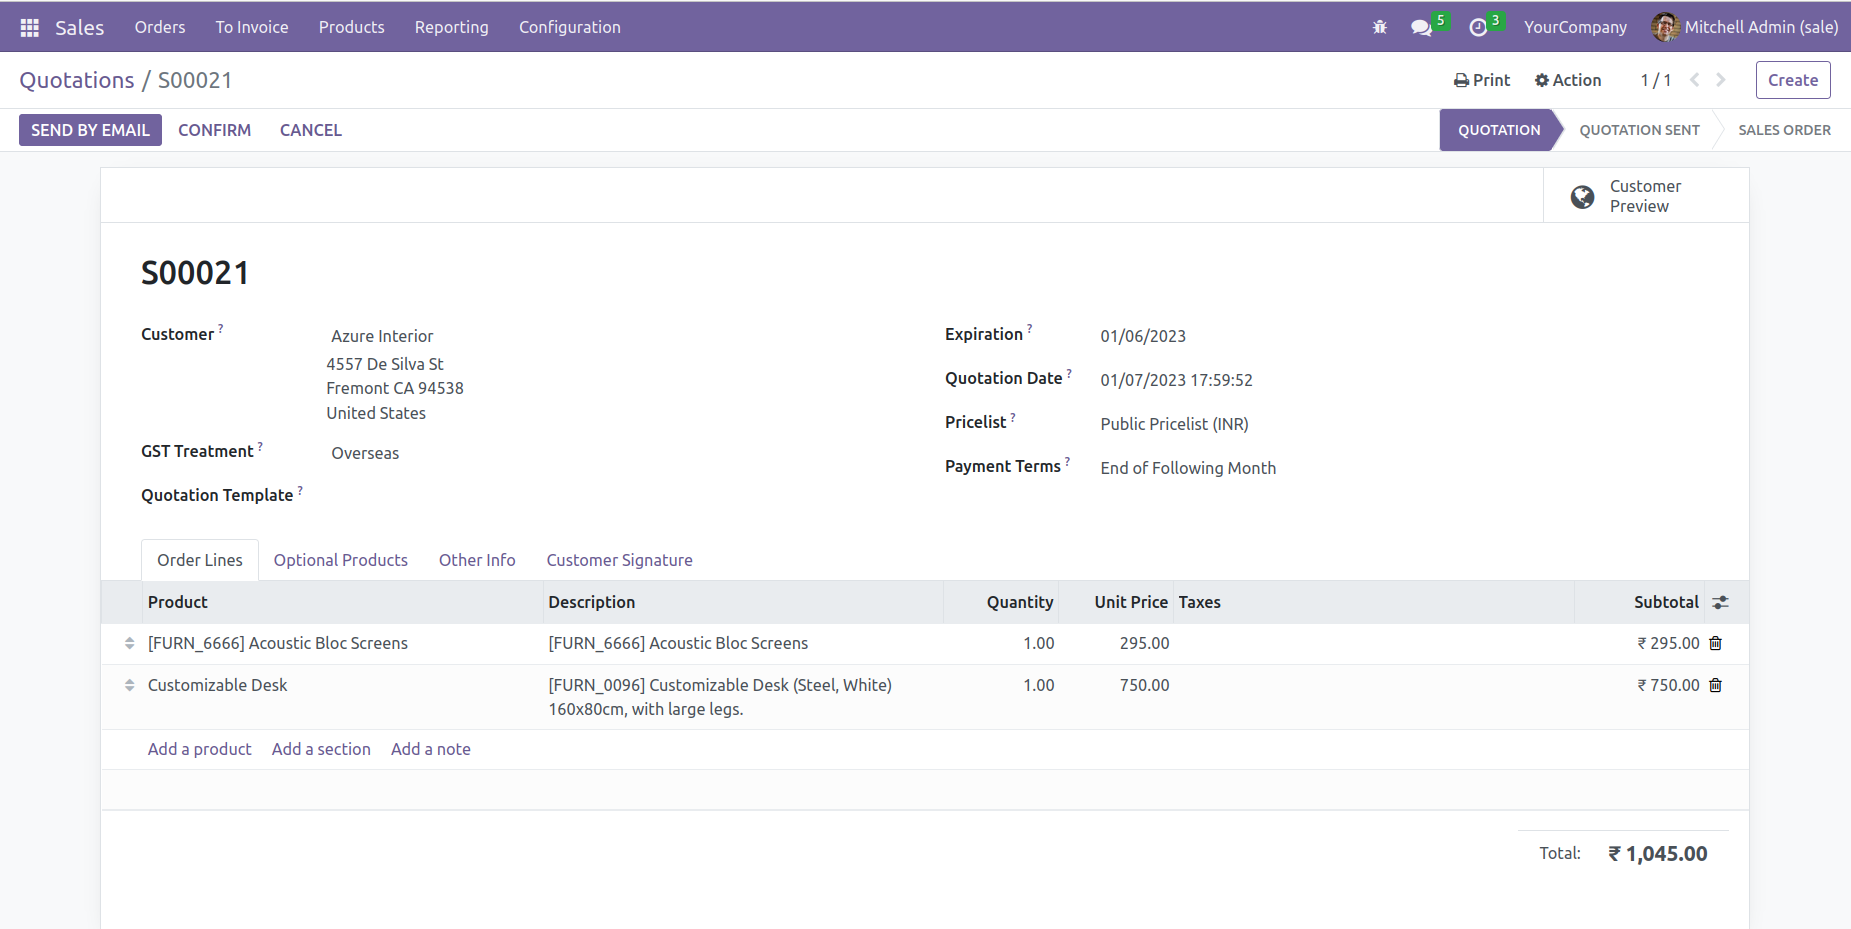 Sales Orders To Invoice Products Reporting Configuration 5 3 YourCompany Mitchell Admin (sale)
Quotations / S00021 Print Action 1 / 1 Create
SEND BY EMAIL CONFIRM CANCEL QUOTATION QUOTATION SENT SALES ORDER
Customer
Preview
S00021
Customer ? Azure Interior
4557 De Silva St
Fremont CA 94538
United States
GST Treatment ? Overseas
Quotation Template ?
Expiration ? 01/06/2023
Quotation Date ? 01/07/2023 17:59:52
Pricelist ? Public Pricelist (INR)
Payment Terms ? End of Following Month
Order Lines Optional Products Other Info Customer Signature
Product Description Quantity Unit Price Taxes Subtotal
[FURN_6666] Acoustic Bloc Screens [FURN_6666] Acoustic Bloc Screens 1.00 295.00 ₹ 295.00
Customizable Desk [FURN_0096] Customizable Desk (Steel, White) 1.00 750.00 ₹ 750.00
160x80cm, with large legs.
Add a product Add a section Add a note
Total: ₹ 1,045.00